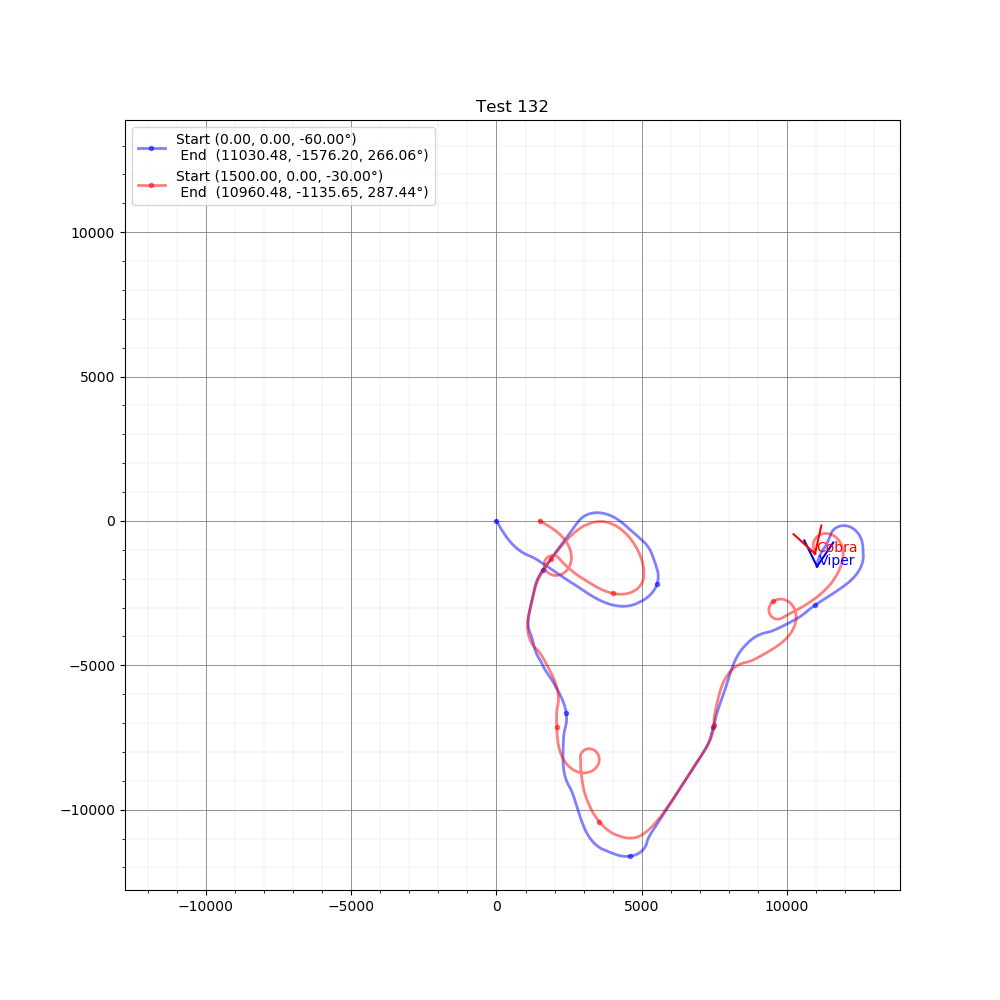 Test 132
Start (0.00, 0.00, -60.00°)
End (11030.48, -1576.20, 266.06°)
Start (1500.00, 0.00, -30.00°)
End (10960.48, -1135.65, 287.44°)
10000
5000
0
−5000
−10000
Cobra
Viper
−10000 −5000 0 5000 10000